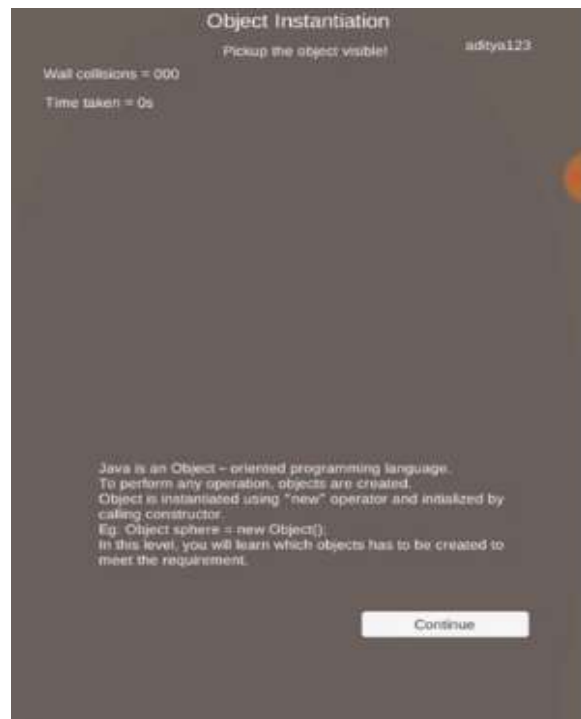 Object Instantiation
Pickup the object visible!
aditya123
Wall collisions = 000
Time taken = 0s
Java is an Object – oriented programming language.
To perform any operation, objects are created.
Object is instantiated using "new" operator and initialized by
calling constructor.
Eg. Object sphere = new Object();
In this level, you will learn which objects has to be created to
meet the requirement.
Continue